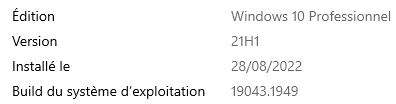 Édition Windows 10 Professionnel
Version 21H1
Installé le 28/08/2022
Build du système d'exploitation 19043.1949